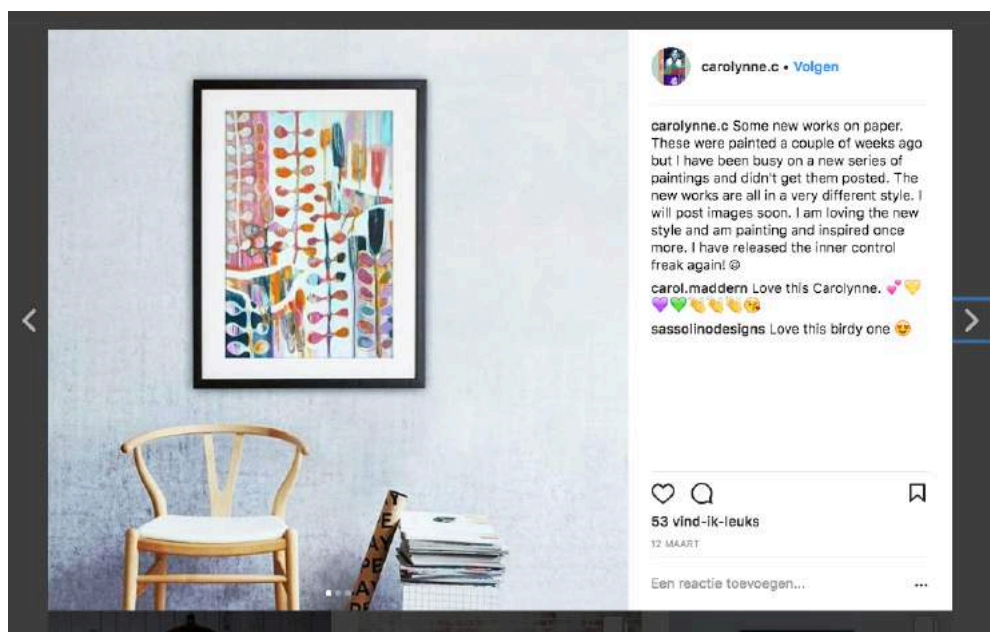 carolynne.c • Volgen
carolynne.c Some new works on paper.
These were painted a couple of weeks ago
but I have been busy on a new series of
paintings and didn't get them posted. The
new works are all in a very different style. I
will post images soon. I am loving the new
style and am painting and inspired once
more. I have released the inner control
freak again! 😃
carol.maddern Love this Carolynne. 💕💛
💜💚👏👏👏😘
sassolinodesigns Love this birdy one 😍
53 vind-ik-leuks
12 MAART
Een reactie toevoegen...